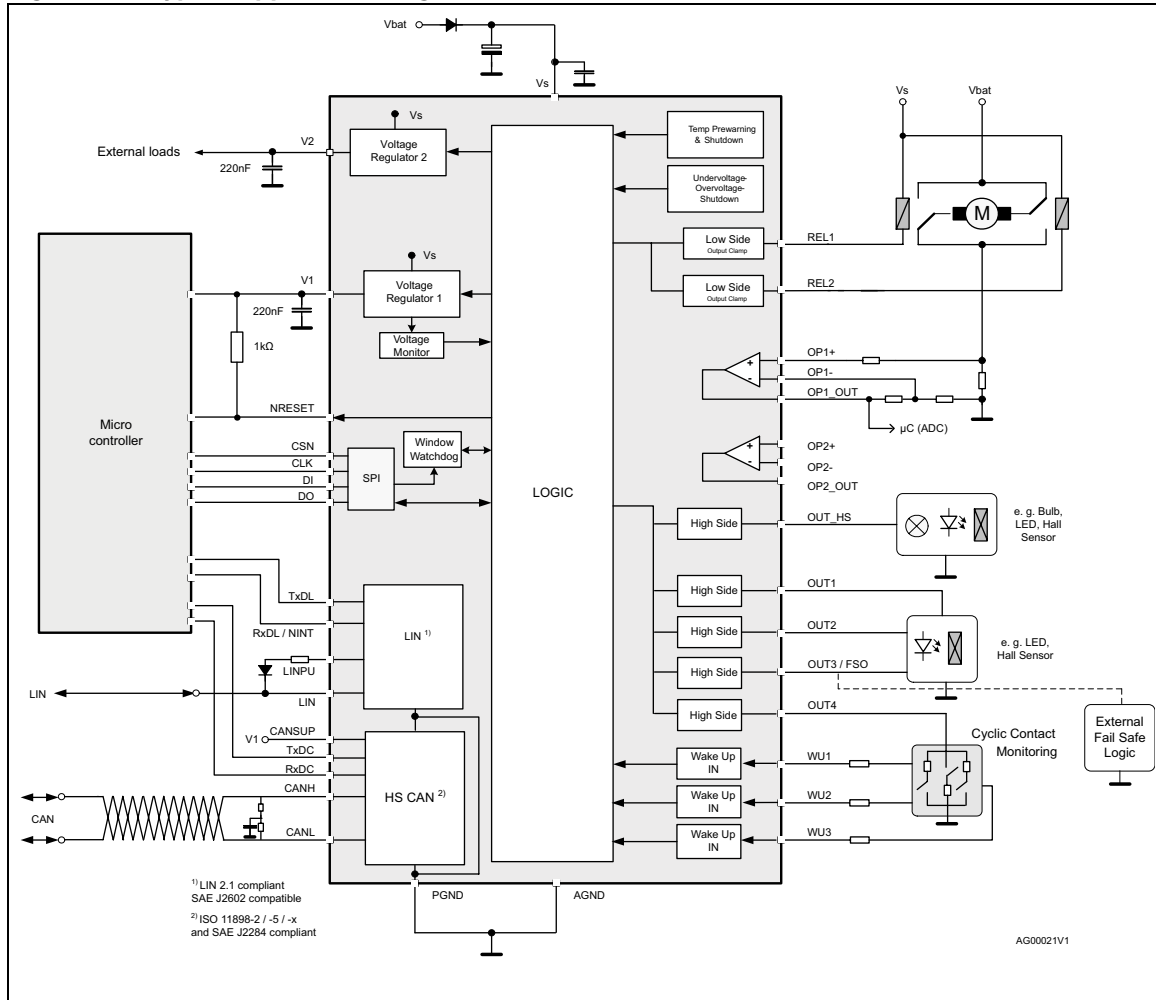 Vbat
Vs
Vs
Vbat
Vs
V2
Voltage
Regulator 2
External loads
220nF
Temp Prewarning
& Shutdown
Undervoltage-
Overvoltage-
Shutdown
M
Low Side
Output Clamp
REL1
Low Side
Output Clamp
REL2
Vs
V1
Voltage
Regulator 1
220nF
1kΩ
Voltage
Monitor
OP1+
OP1-
OP1_OUT
+
-
µC (ADC)
NRESET
Micro
controller
CSN
CLK
DI
DO
SPI
Window
Watchdog
LOGIC
OP2+
OP2-
OP2_OUT
+
-
High Side
OUT_HS
e. g. Bulb,
LED, Hall
Sensor
High Side
OUT1
High Side
OUT2
High Side
OUT3 / FSO
e. g. LED,
Hall Sensor
High Side
OUT4
TxDL
RxDL / NINT
LIN 1)
LINPU
LIN
LIN
External
Fail Safe
Logic
Cyclic Contact
Monitoring
V1
CANSUP
TxDC
RxDC
CANH
HS CAN 2)
CAN
CANL
Wake Up
IN
WU1
Wake Up
IN
WU2
Wake Up
IN
WU3
PGND
AGND
1) LIN 2.1 compliant
SAE J2602 compatible
2) ISO 11898-2 / -5 / -x
and SAE J2284 compliant
AG00021V1